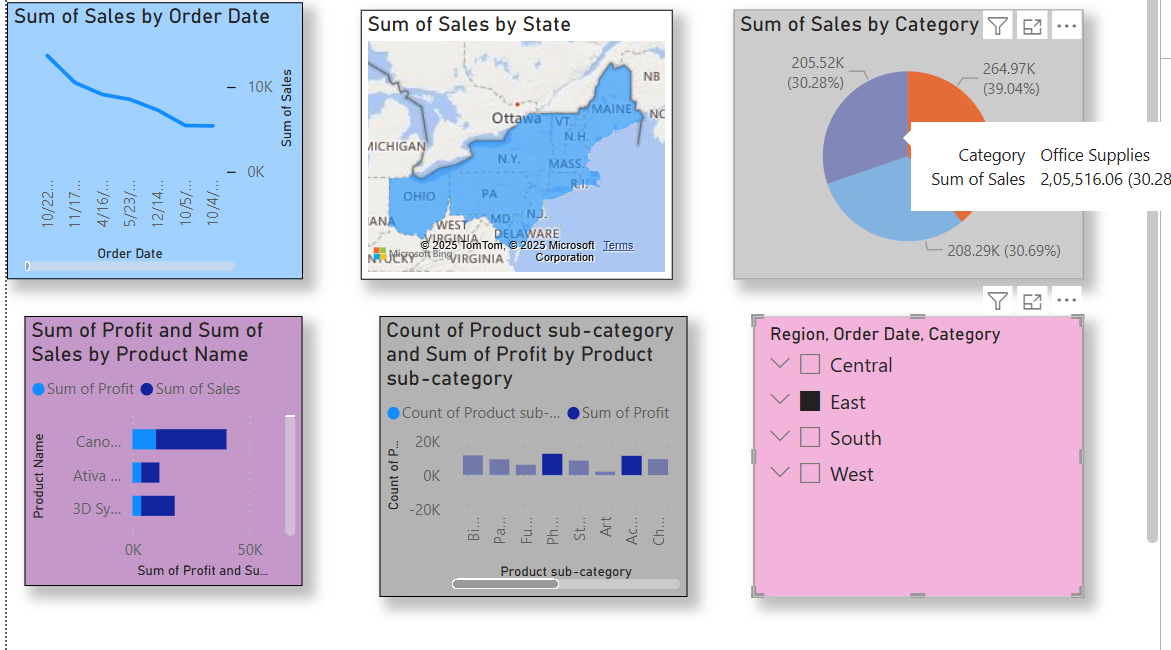 Sum of Sales by Order Date
10K
0K
Sum of Sales
10/22...
11/17...
4/16/...
5/23/...
12/14...
10/5/...
10/4/...
Order Date
Sum of Sales by State
NB
Ottawa
MAINE
NC
VT.
N.H.
MICHIGAN
N.Y.
MASS.
R.I.
OHIO
PA
N.J.
MD.
ANA
WEST
VIRGINIA
DELAWARE
© 2025 TomTom, © 2025 Microsoft Corporation
Terms
Microsoft Bing
NTUCKY
VIRGINIA
Sum of Sales by Category
205.52K
(30.28%)
264.97K
(39.04%)
Category Office Supplies
Sum of Sales 2,05,516.06 (30.28
208.29K (30.69%)
Sum of Profit and Sum of
Sales by Product Name
Sum of Profit Sum of Sales
Product Name
Cano...
Ativa ...
3D Sy...
0K 50K
Sum of Profit and Su...
Count of Product sub-category
and Sum of Profit by Product
sub-category
Count of Product sub-... Sum of Profit
Count of P...
20K
0K
-20K
Bi...
Pa...
Fu...
Ph...
St...
Art
Ac...
Ch...
Product sub-category
Region, Order Date, Category
Central
East
South
West